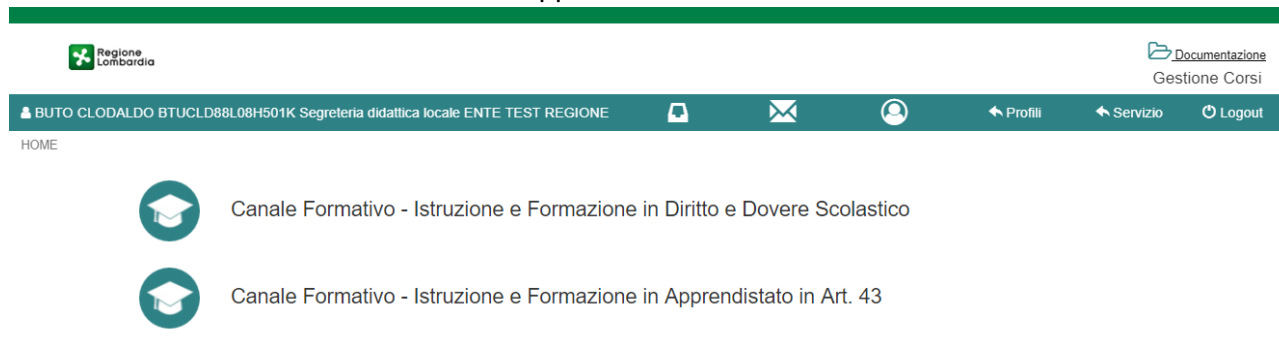 Regione
Lombardia
Documentazione
Gestione Corsi
BUTO CLODALDO BTUCLD88L08H501K Segreteria didattica locale ENTE TEST REGIONE
Profili
Servizio
Logout
HOME
Canale Formativo - Istruzione e Formazione in Diritto e Dovere Scolastico
Canale Formativo - Istruzione e Formazione in Apprendistato in Art. 43